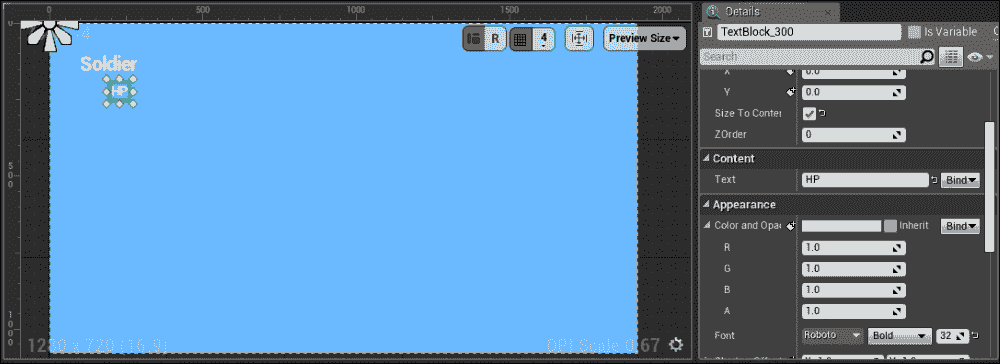 0 500 1000 1500 2000
Details
R 4 Preview Size
TextBlock_300 Is Variable
Soldier
Search
HP
X 0.0
Y 0.0
Size To Conter
ZOrder 0
500
Content
Text HP Bind
Appearance
Color and Opac Inherit Bind
R 1.0
G 1.0
B 1.0
A 1.0
1000
Font Roboto Bold 32
1280 x 720 (16:9) DPI Scale 0.67